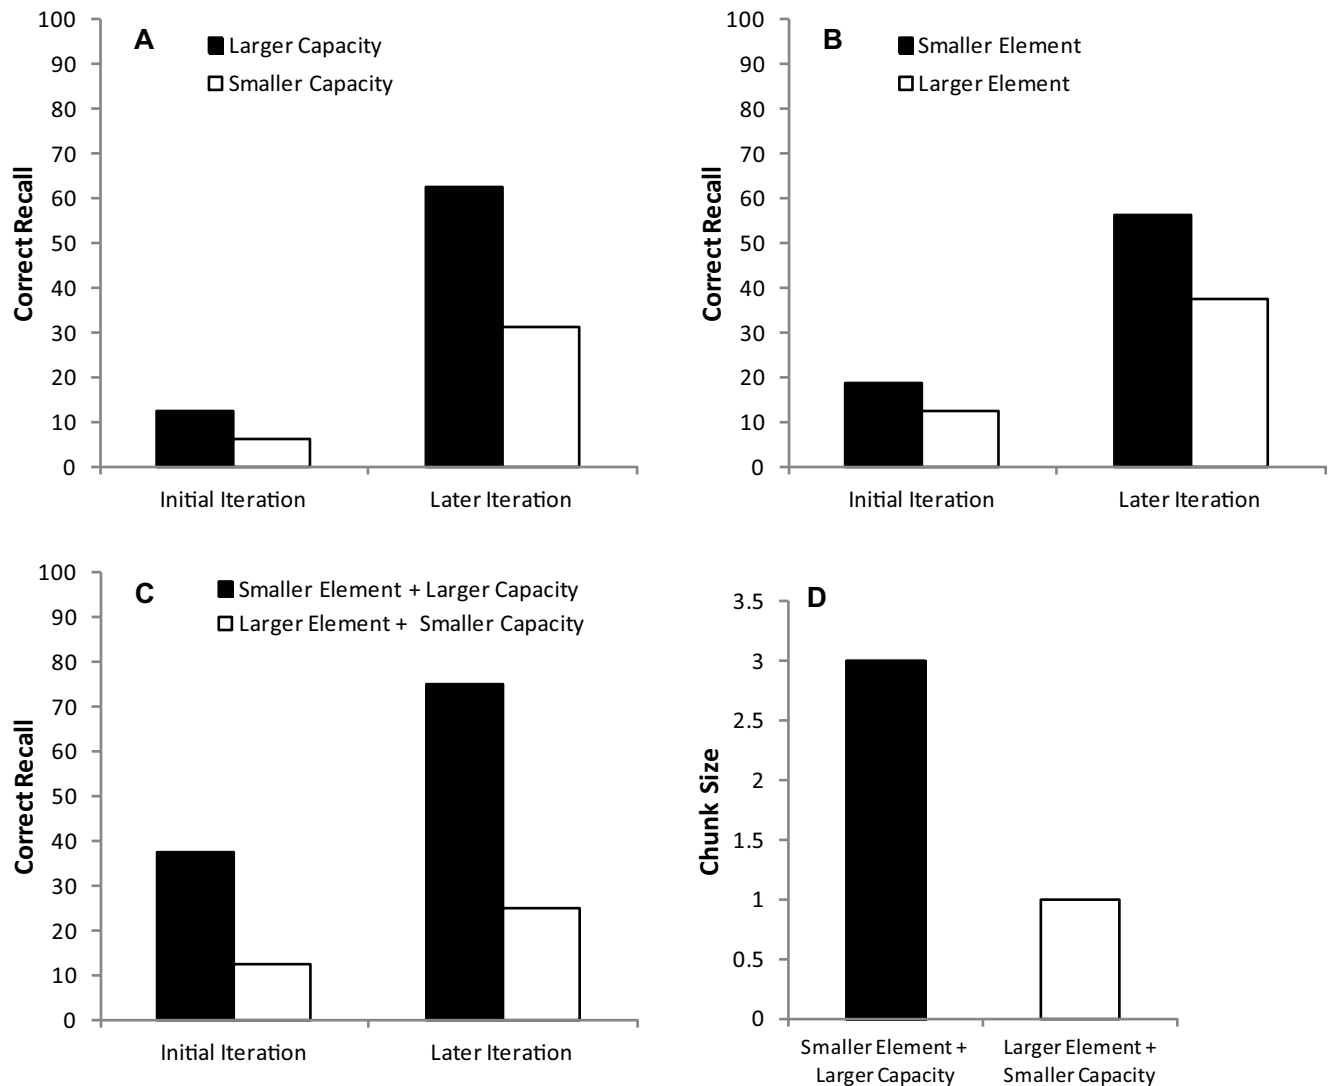 A
Larger Capacity
Smaller Capacity
Correct Recall
100
90
80
70
60
50
40
30
20
10
0
Initial Iteration
Later Iteration
B
Smaller Element
Larger Element
Correct Recall
100
90
80
70
60
50
40
30
20
10
0
Initial Iteration
Later Iteration
C
Smaller Element + Larger Capacity
Larger Element + Smaller Capacity
Correct Recall
100
90
80
70
60
50
40
30
20
10
0
Initial Iteration
Later Iteration
D
Chunk Size
3.5
3
2.5
2
1.5
1
0.5
0
Smaller Element +
Larger Capacity
Larger Element +
Smaller Capacity